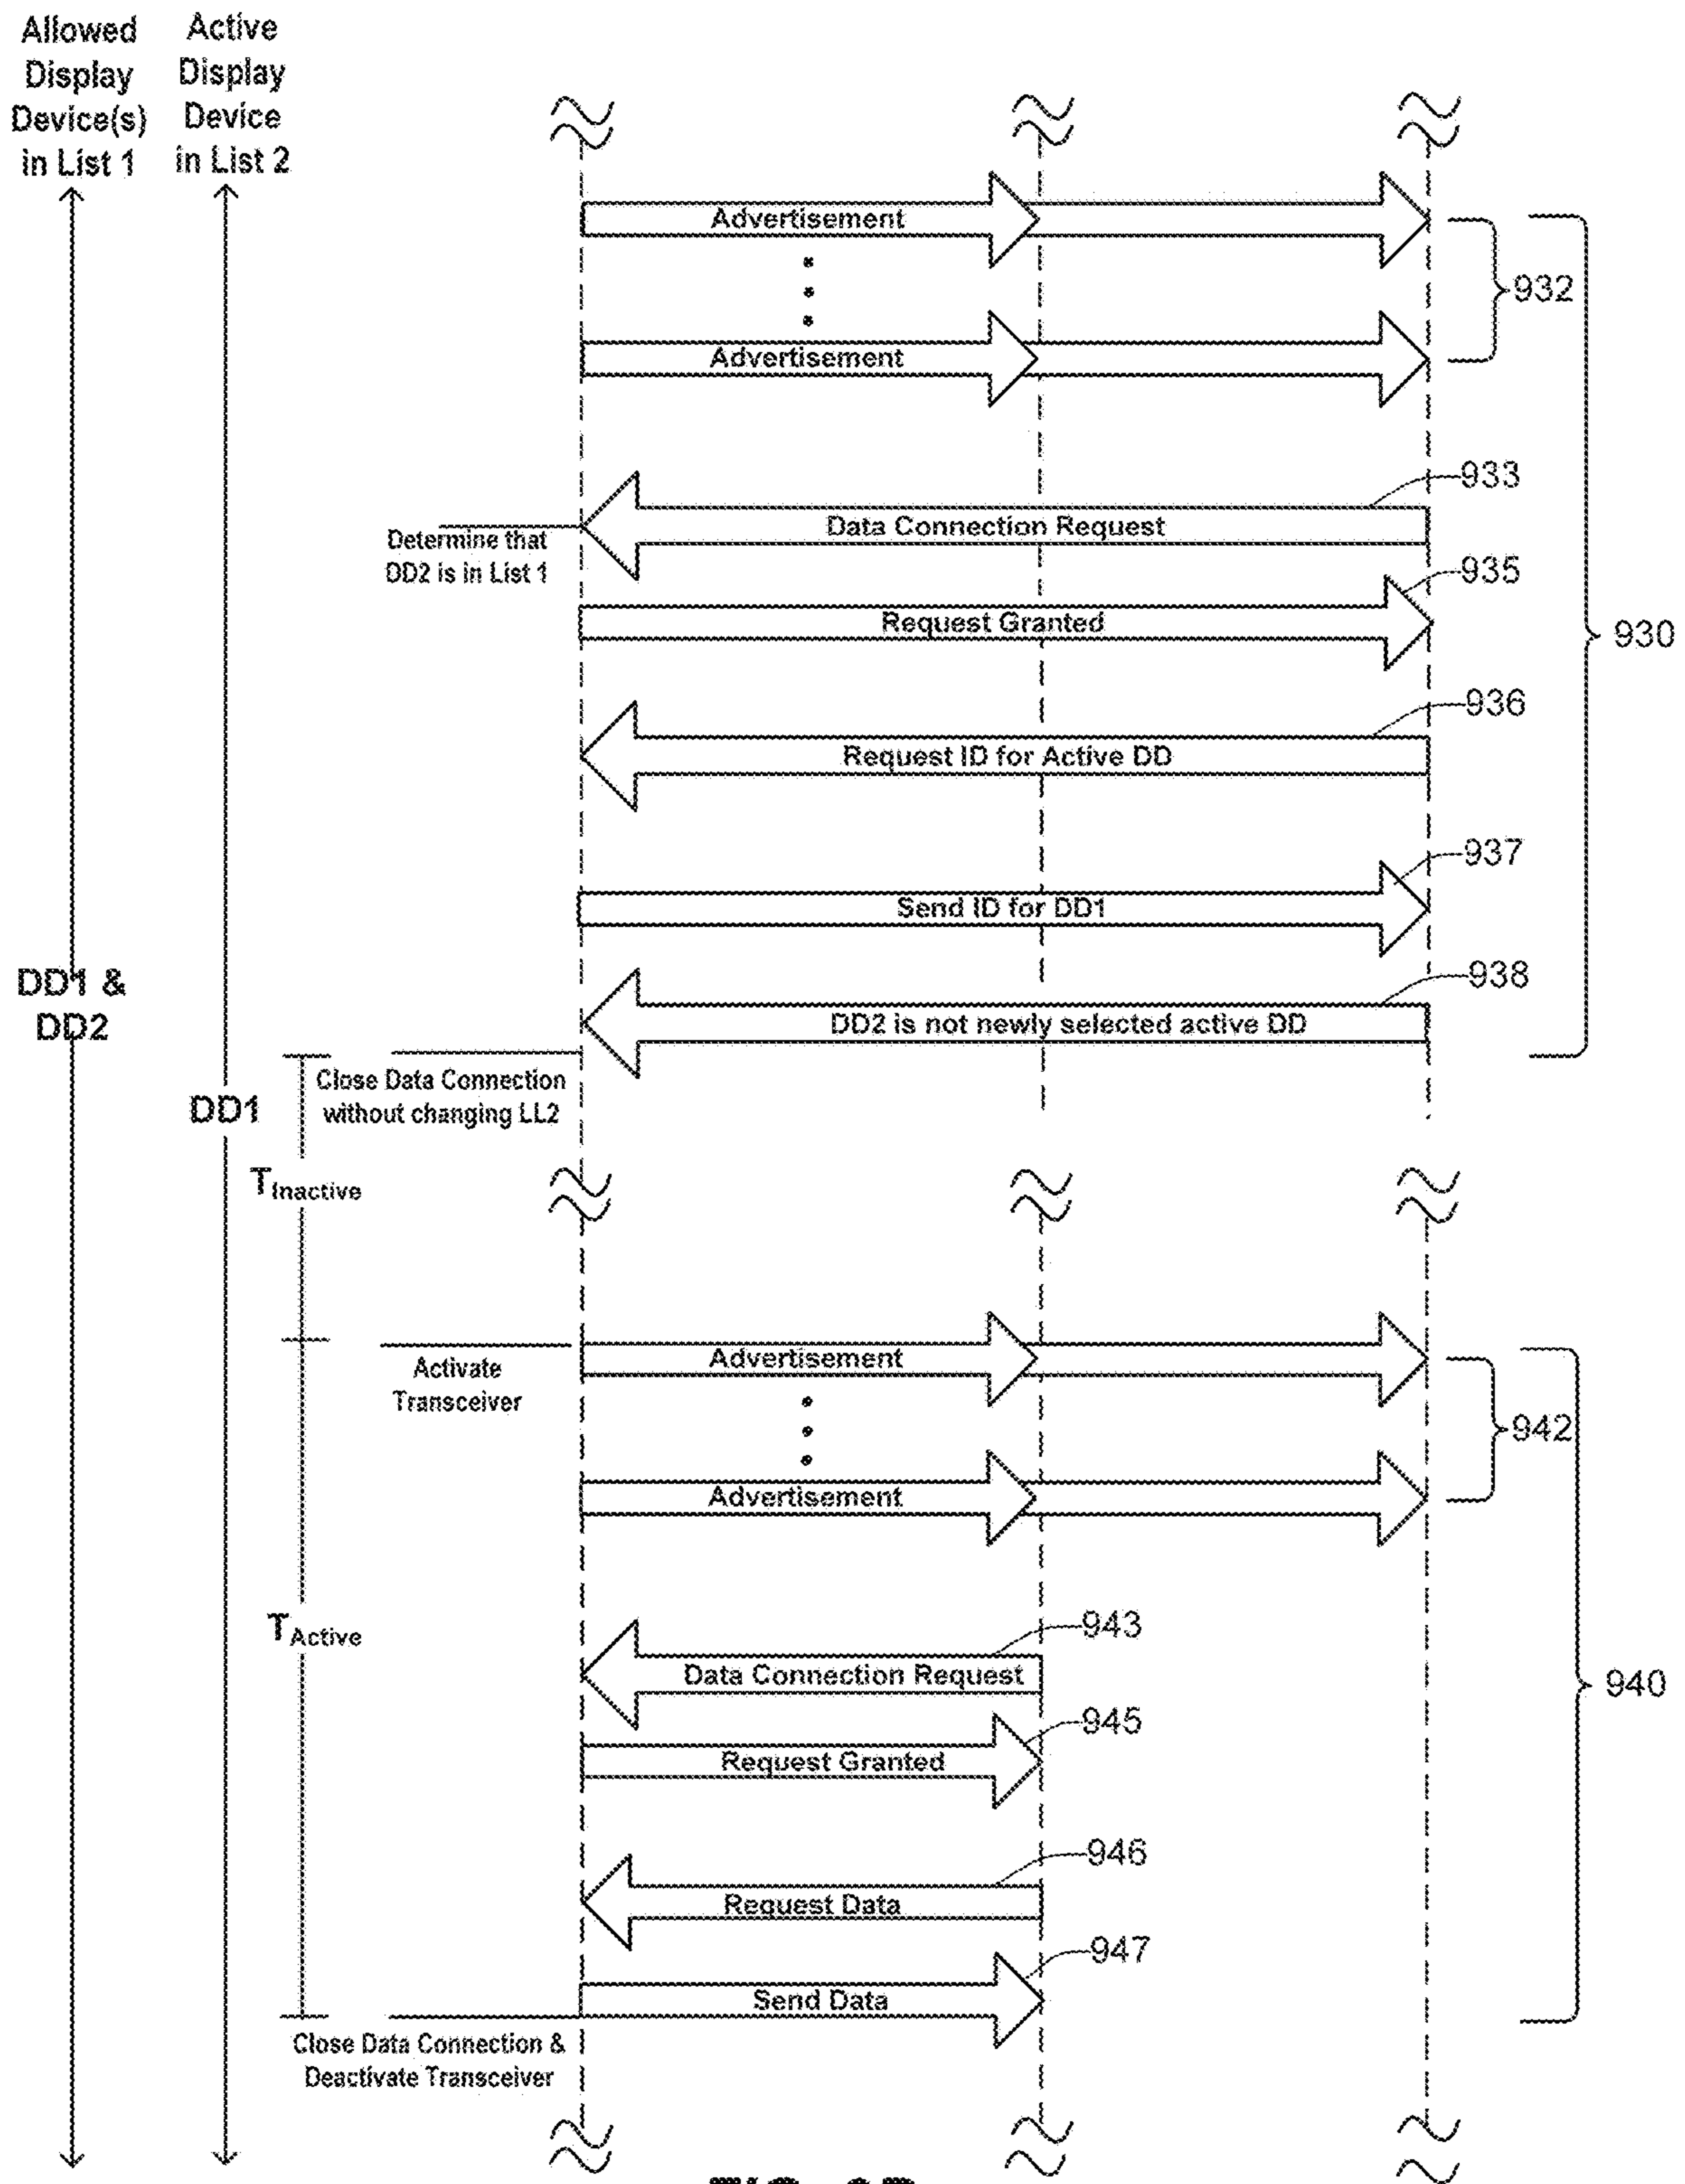 Allowed
Display
Device(s)
in List 1
Active
Display
Device
in List 2
Advertisement
932
Advertisement
933
Data Connection Request
Determine that
DD2 is in List 1
935
Request Granted
930
936
Request ID for Active DD
937
Send ID for DD1
938
DD1 &
DD2
DD2 is not newly selected active DD
Close Data Connection
without changing LL2
DD1
TInactive
Advertisement
Activate
Transceiver
942
Advertisement
TActive
943
Data Connection Request
940
945
Request Granted
946
Request Data
947
Send Data
Close Data Connection &
Deactivate Transceiver